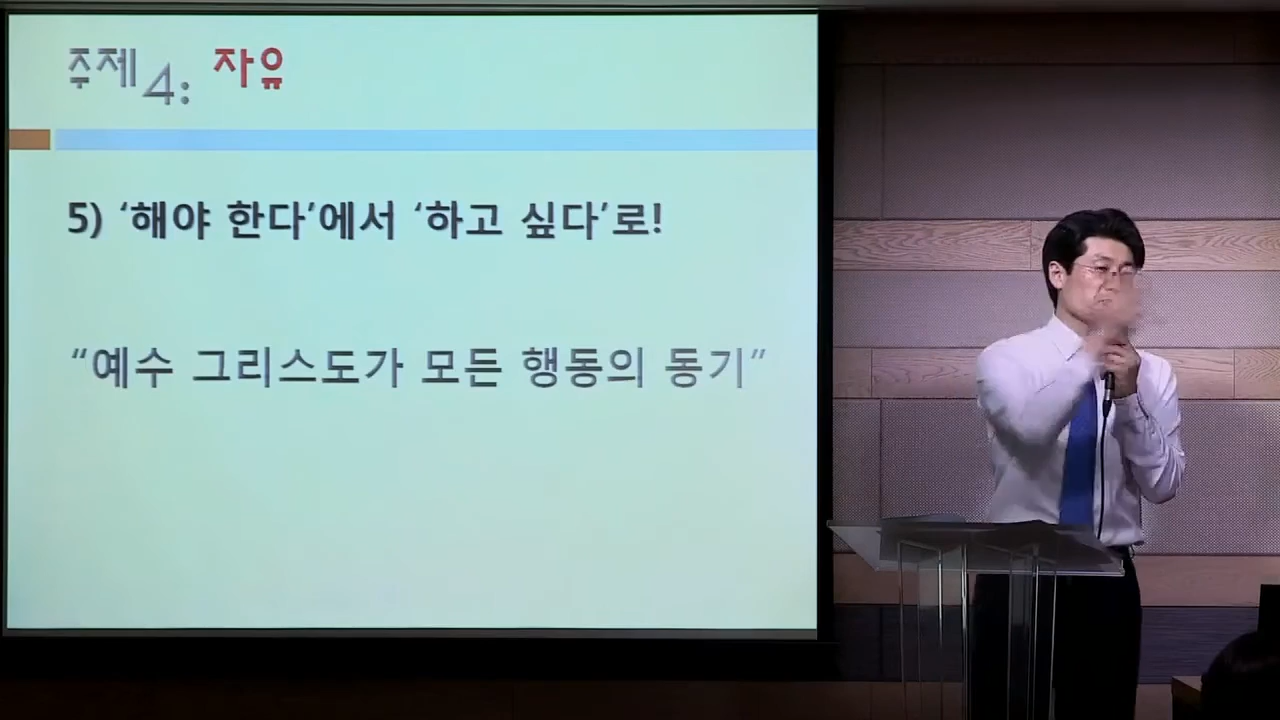 주제 4: 자유
5) ‘해야 한다’에서 ‘하고 싶다’로!
“예수 그리스도가 모든 행동의 동기”